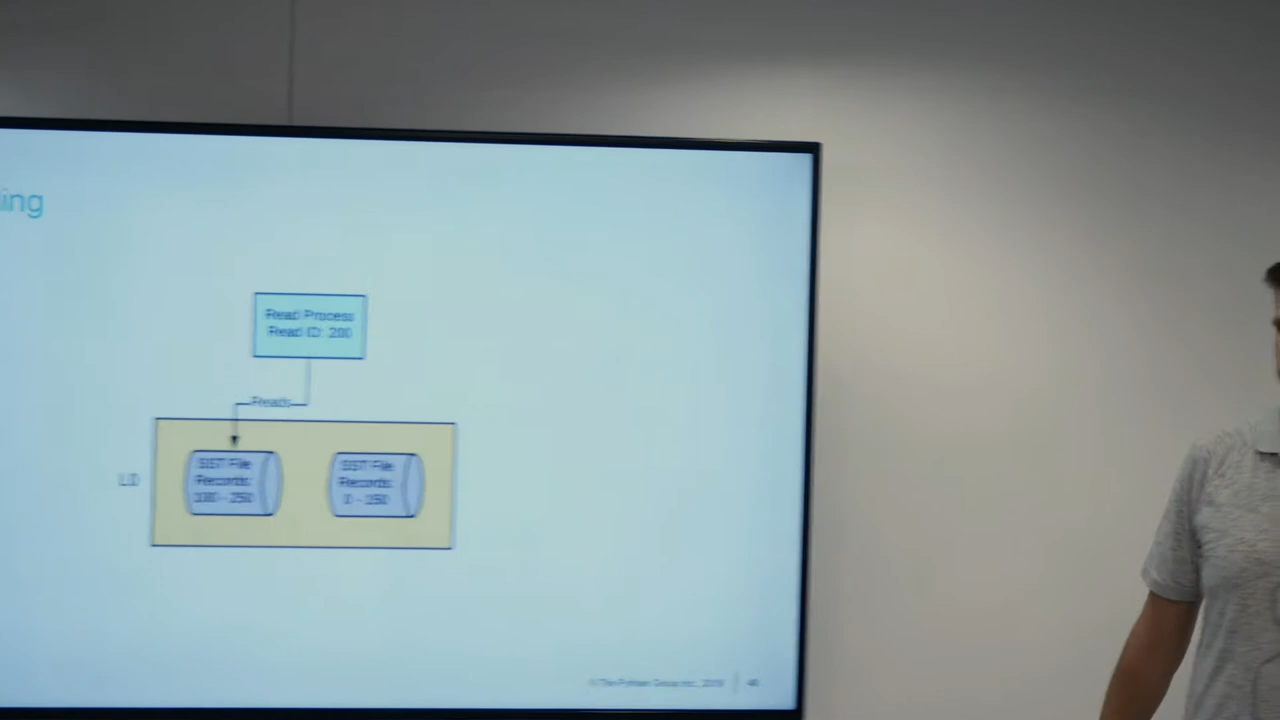 ing
Read Process
Read ID: 200
Reads
SST File
Records:
100 - 250
SST File
Records:
0 - 150
L0